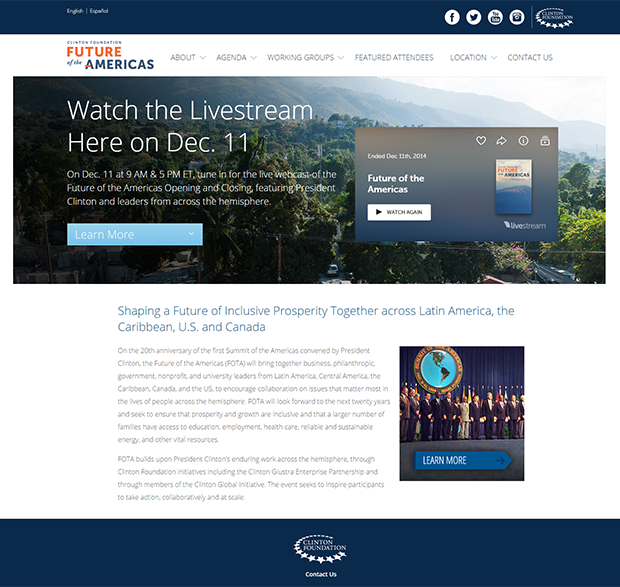 English | Español
CLINTON FOUNDATION
CLINTON FOUNDATION
FUTURE
of the AMERICAS
ABOUT
AGENDA
WORKING GROUPS
FEATURED ATTENDEES
LOCATION
CONTACT US
Watch the Livestream
Here on Dec. 11
On Dec. 11 at 9 AM & 5 PM ET, tune in for the live webcast of the
Future of the Americas Opening and Closing, featuring President
Clinton and leaders from across the hemisphere.
Learn More
Ended Dec 11th, 2014
Future of the
Americas
WATCH AGAIN
FUTURE
of the AMERICAS
livestream
Shaping a Future of Inclusive Prosperity Together across Latin America, the
Caribbean, U.S. and Canada
On the 20th anniversary of the first Summit of the Americas convened by President
Clinton, the Future of the Americas (FOTA) will bring together business, philanthropic,
government, nonprofit, and university leaders from Latin America, Central America, the
Caribbean, Canada, and the US, to encourage collaboration on issues that matter most in
the lives of people across the hemisphere. FOTA will look forward to the next twenty years
and seek to ensure that prosperity and growth are inclusive and that a larger number of
families have access to education, employment, health care, reliable and sustainable
energy, and other vital resources.
FOTA builds upon President Clinton's enduring work across the hemisphere, through
Clinton Foundation initiatives including the Clinton Giustra Enterprise Partnership and
through members of the Clinton Global Initiative. The event seeks to inspire participants
to take action, collaboratively and at scale.
LEARN MORE
CLINTON
FOUNDATION
Contact Us